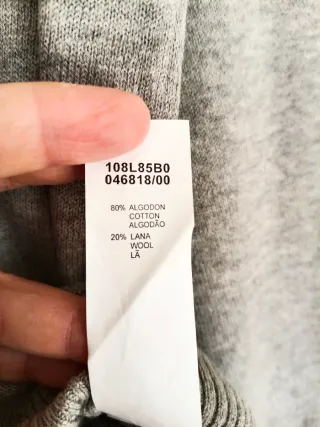 108L85B0
046818/00
80% ALGODON
COTTON
ALGODÃO
20% LANA
WOOL
LÃ